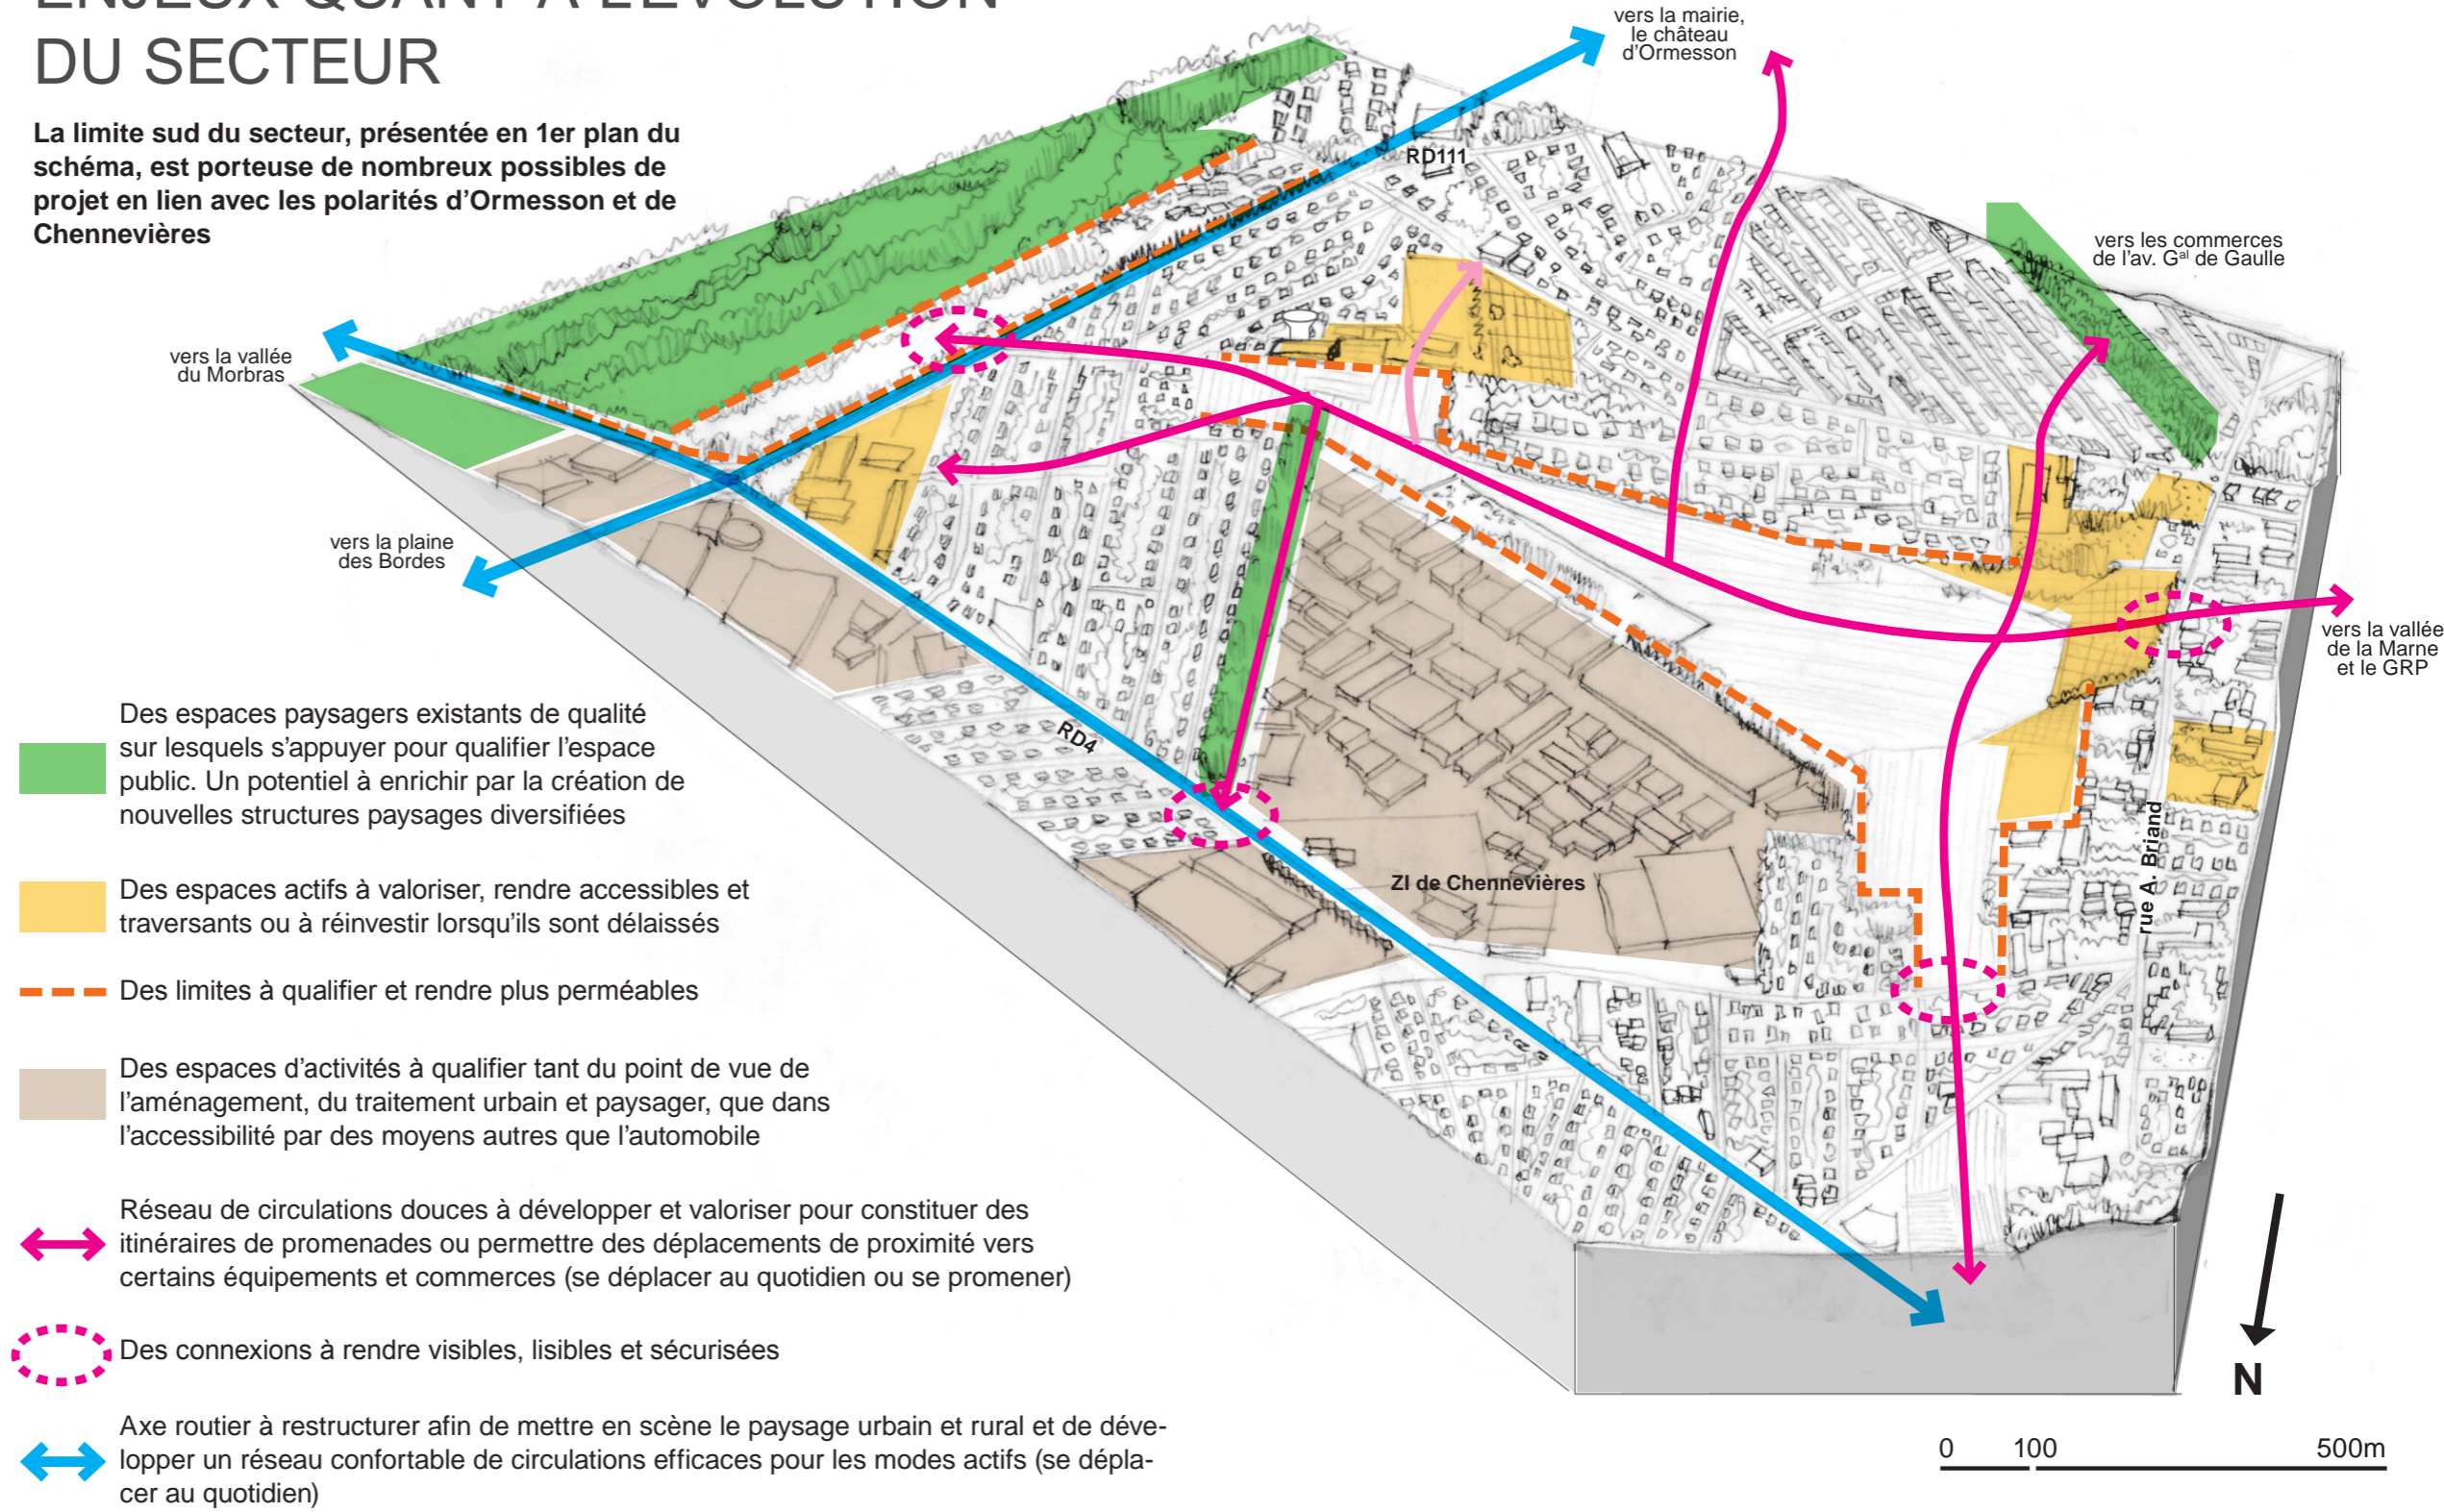 ENJEUX QUANT À L'ÉVOLUTION
DU SECTEUR
La limite sud du secteur, présentée en 1er plan du
schéma, est porteuse de nombreux possibles de
projet en lien avec les polarités d'Ormesson et de
Chennevières
vers la mairie,
le château
d'Ormesson
RD111
vers les commerces
de l'av. Gal de Gaulle
vers la vallée
du Morbras
vers la plaine
des Bordes
vers la vallée
de la Marne
et le GRP
RD4
ZI de Chennevières
rue A. Briand
Des espaces paysagers existants de qualité
sur lesquels s'appuyer pour qualifier l'espace
public. Un potentiel à enrichir par la création de
nouvelles structures paysages diversifiées
Des espaces actifs à valoriser, rendre accessibles et
traversants ou à réinvestir lorsqu'ils sont délaissés
Des limites à qualifier et rendre plus perméables
Des espaces d'activités à qualifier tant du point de vue de
l'aménagement, du traitement urbain et paysager, que dans
l'accessibilité par des moyens autres que l'automobile
Réseau de circulations douces à développer et valoriser pour constituer des
itinéraires de promenades ou permettre des déplacements de proximité vers
certains équipements et commerces (se déplacer au quotidien ou se promener)
Des connexions à rendre visibles, lisibles et sécurisées
Axe routier à restructurer afin de mettre en scène le paysage urbain et rural et de déve-
lopper un réseau confortable de circulations efficaces pour les modes actifs (se dépla-
cer au quotidien)
N
0 100 500m